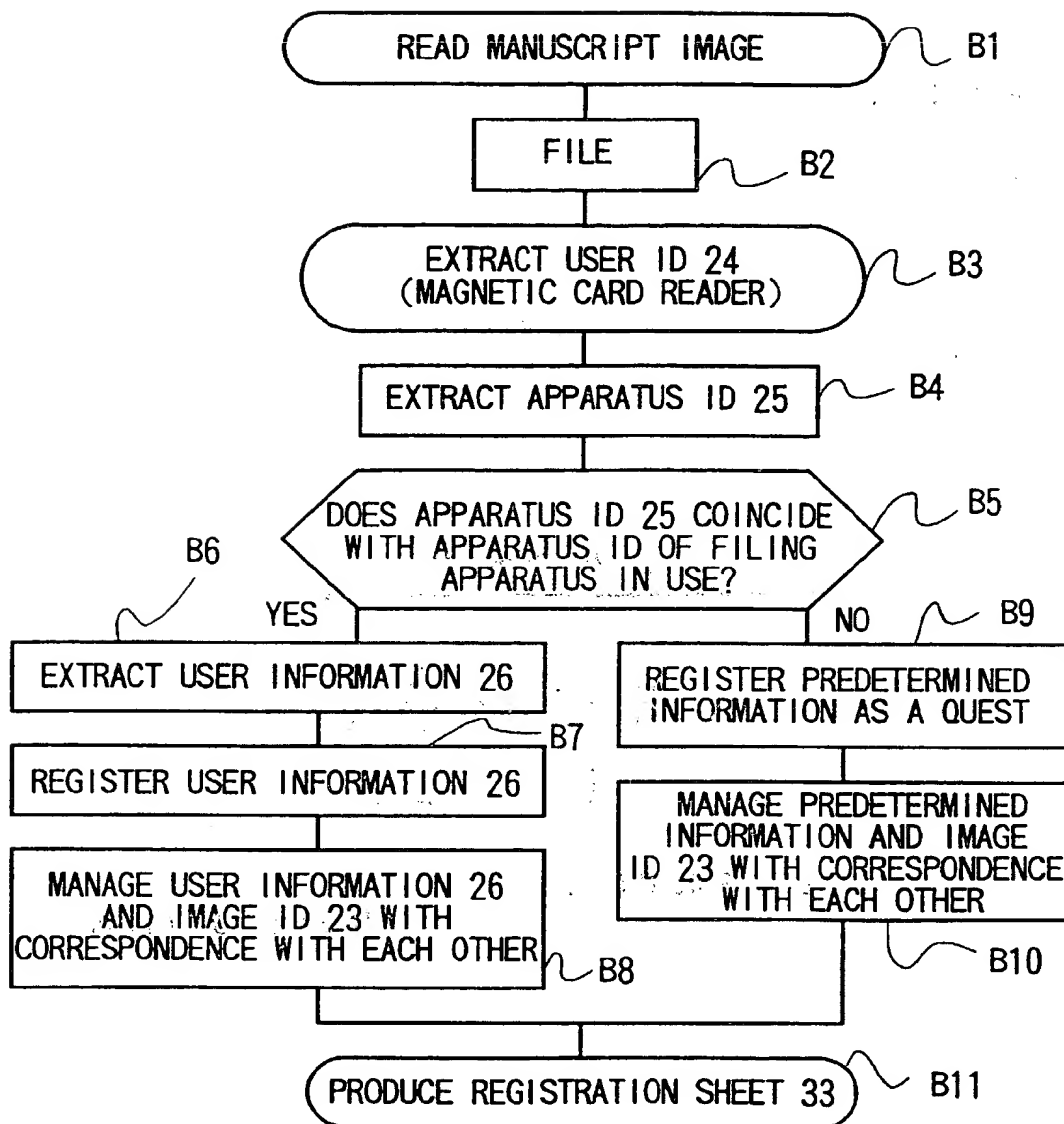 READ MANUSCRIPT IMAGE
B1
FILE
B2
EXTRACT USER ID 24
(MAGNETIC CARD READER)
B3
EXTRACT APPARATUS ID 25
B4
DOES APPARATUS ID 25 COINCIDE
WITH APPARATUS ID OF FILING
APPARATUS IN USE?
B5
YES
NO
B6
EXTRACT USER INFORMATION 26
B7
REGISTER USER INFORMATION 26
MANAGE USER INFORMATION 26
AND IMAGE ID 23 WITH
CORRESPONDENCE WITH EACH OTHER
B8
B9
REGISTER PREDETERMINED
INFORMATION AS A QUEST
MANAGE PREDETERMINED
INFORMATION AND IMAGE
ID 23 WITH CORRESPONDENCE
WITH EACH OTHER
B10
PRODUCE REGISTRATION SHEET 33
B11